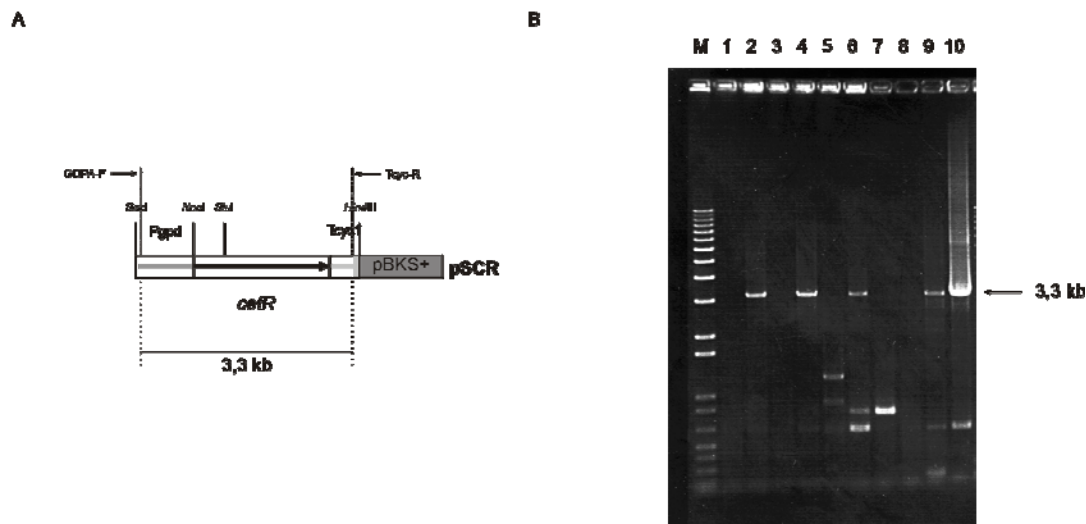 A
B
M 1 2 3 4 5 6 7 8 9 10
GDPA-F
Tcyc-R
SacI
NcoI
HindIII
Pgpd
Tcyc1
pBKS+
pSCR
cefR
3,3 kb
3,3 kb